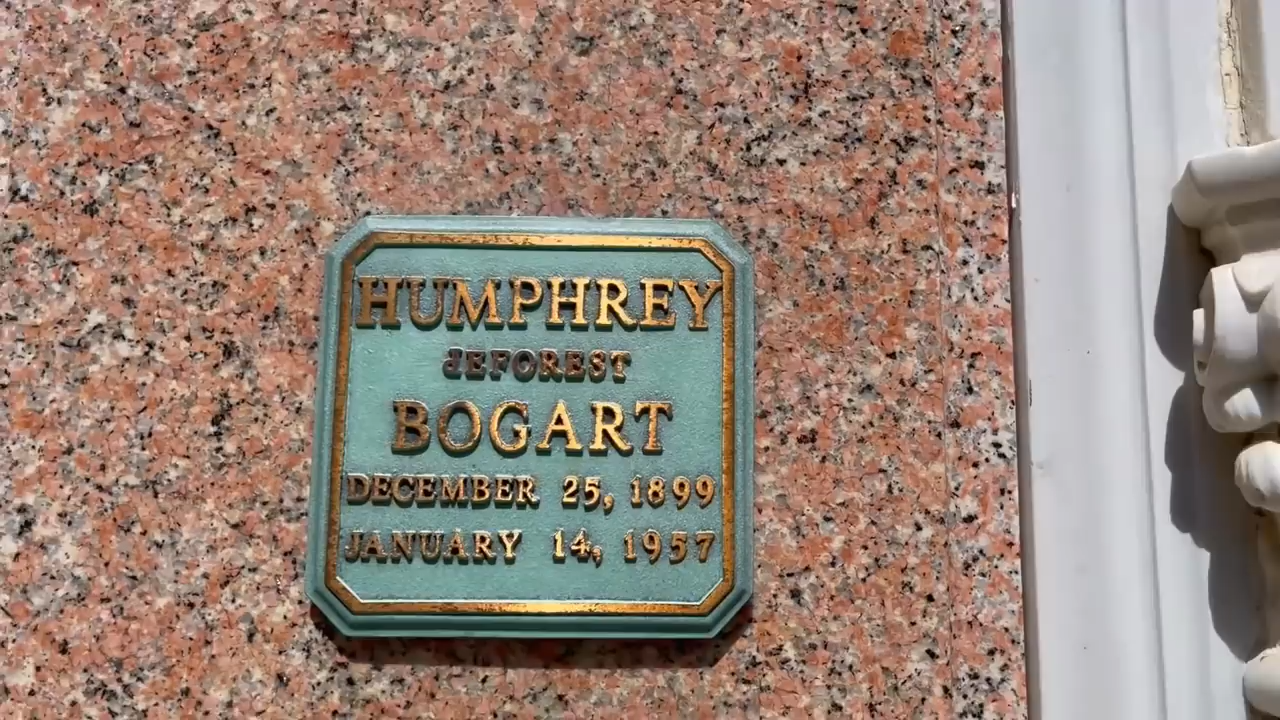 HUMPHREY
dEFOREST
BOGART
DECEMBER 25, 1899
JANUARY 14, 1957